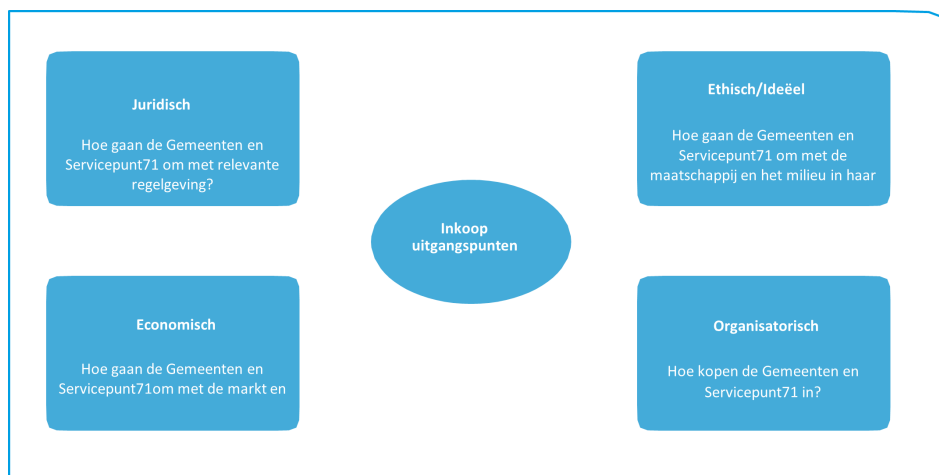 Juridisch
Hoe gaan de Gemeenten en
Servicepunt71 om met relevante
regelgeving?
Ethisch/Ideëel
Hoe gaan de Gemeenten en
Servicepunt71 om met de
maatschappij en het milieu in haar
Inkoop
uitgangspunten
Economisch
Hoe gaan de Gemeenten en
Servicepunt71om met de markt en
Organisatorisch
Hoe kopen de Gemeenten en
Servicepunt71 in?